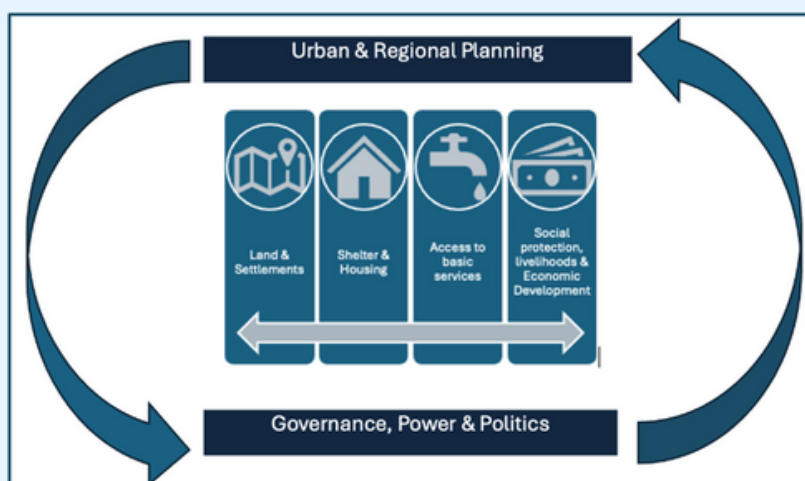 Urban & Regional Planning
Land &
Settlements
Shelter &
Housing
Access to
basic
services
Social
protection,
livelihoods &
Economic
Development
Governance, Power & Politics